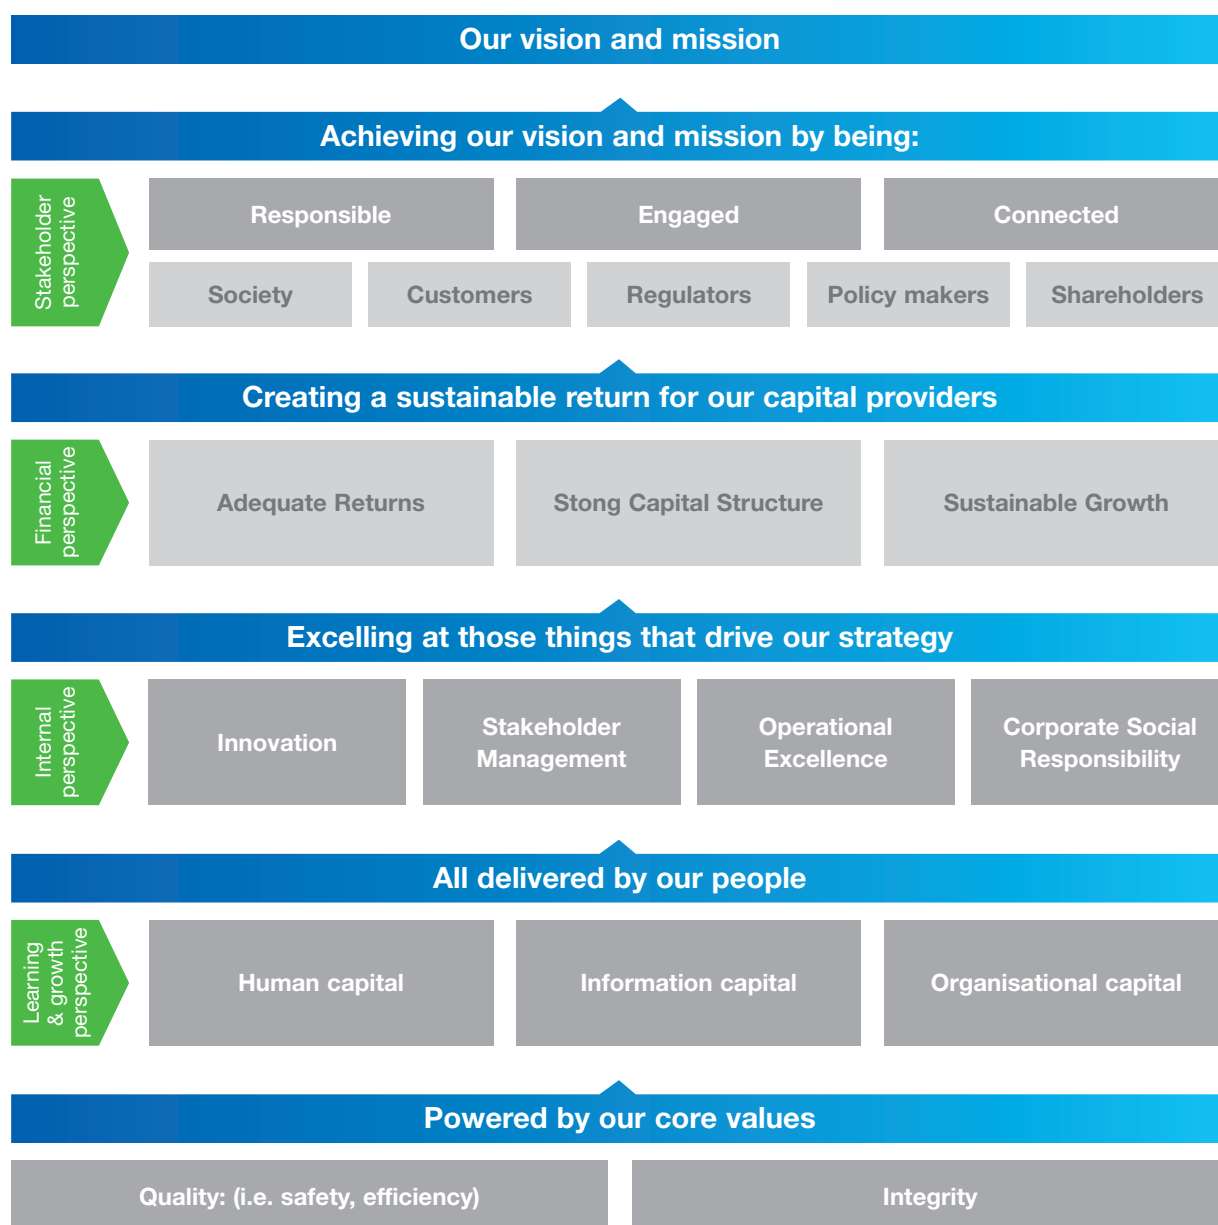 Our vision and mission
Achieving our vision and mission by being:
Stakeholder
perspective
Responsible
Engaged
Connected
Society
Customers
Regulators
Policy makers
Shareholders
Creating a sustainable return for our capital providers
Financial
perspective
Adequate Returns
Stong Capital Structure
Sustainable Growth
Excelling at those things that drive our strategy
Internal
perspective
Innovation
Stakeholder
Management
Operational
Excellence
Corporate Social
Responsibility
All delivered by our people
Learning
& growth
perspective
Human capital
Information capital
Organisational capital
Powered by our core values
Quality: (i.e. safety, efficiency)
Integrity